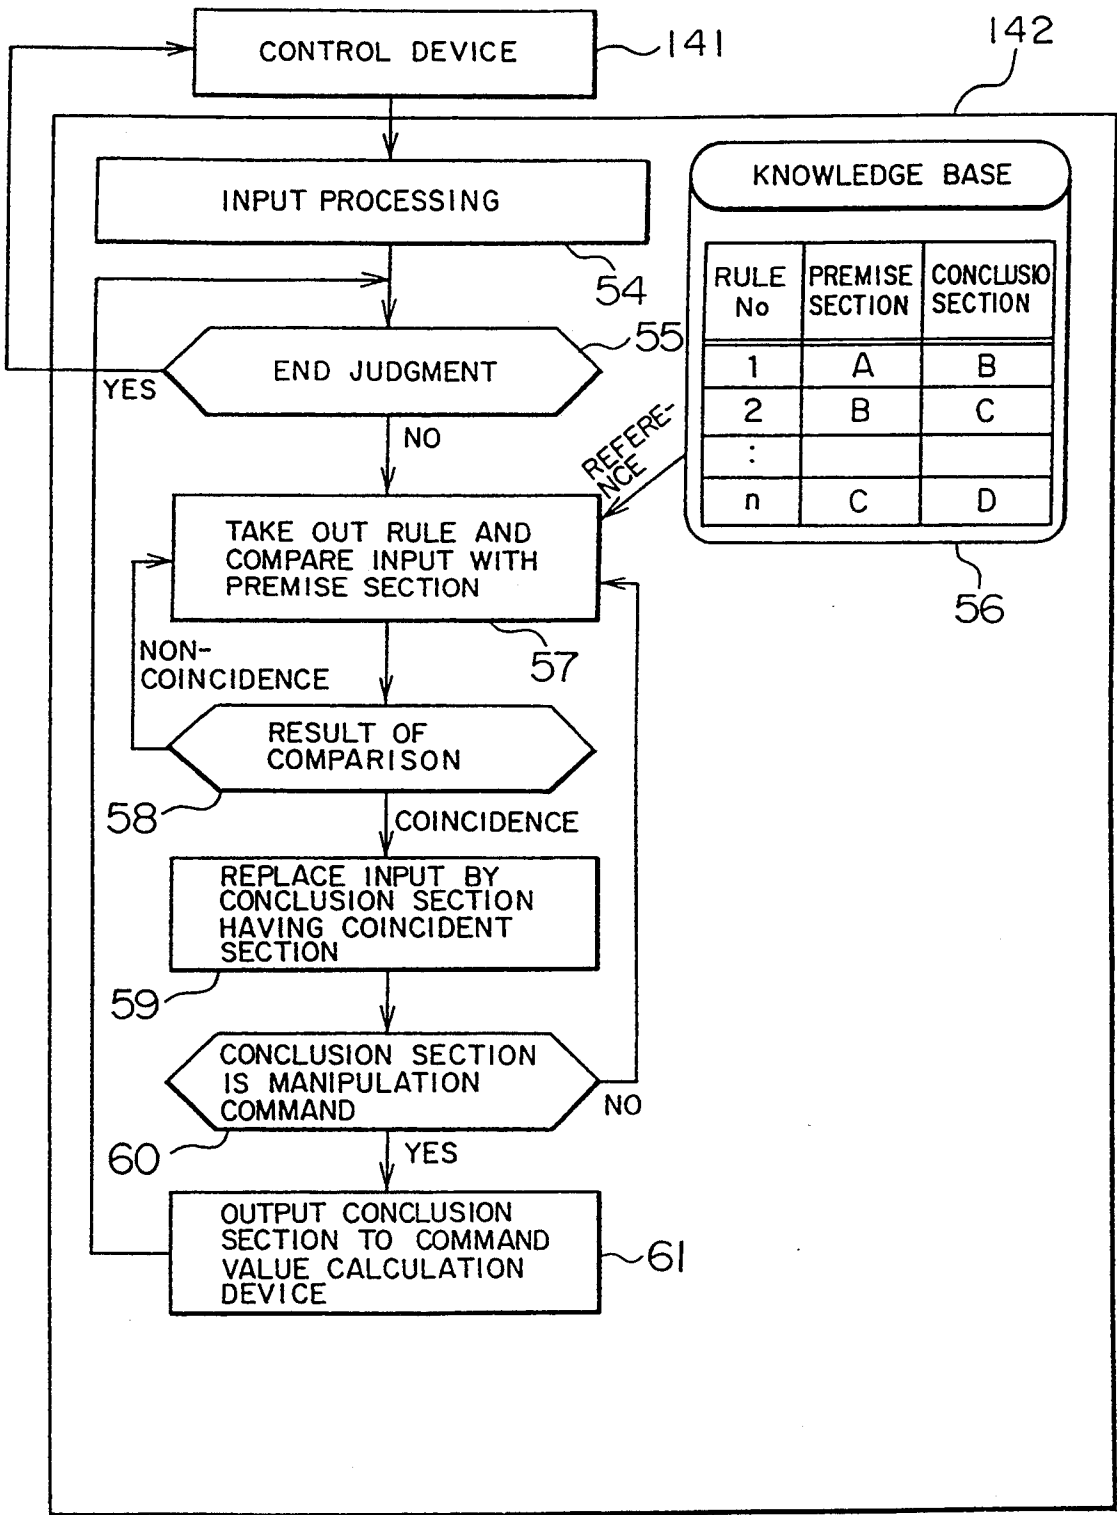 CONTROL DEVICE
141
142
INPUT PROCESSING
54
KNOWLEDGE BASE
RULE No
PREMISE SECTION
CONCLUSIO SECTION
1 A B
2 B C
:
n C D
56
END JUDGMENT
55
YES
NO
REFERE-
NCE
TAKE OUT RULE AND
COMPARE INPUT WITH
PREMISE SECTION
57
NON-
COINCIDENCE
RESULT OF
COMPARISON
58
COINCIDENCE
REPLACE INPUT BY
CONCLUSION SECTION
HAVING COINCIDENT
SECTION
59
CONCLUSION SECTION
IS MANIPULATION
COMMAND
NO
60
YES
OUTPUT CONCLUSION
SECTION TO COMMAND
VALUE CALCULATION
DEVICE
61